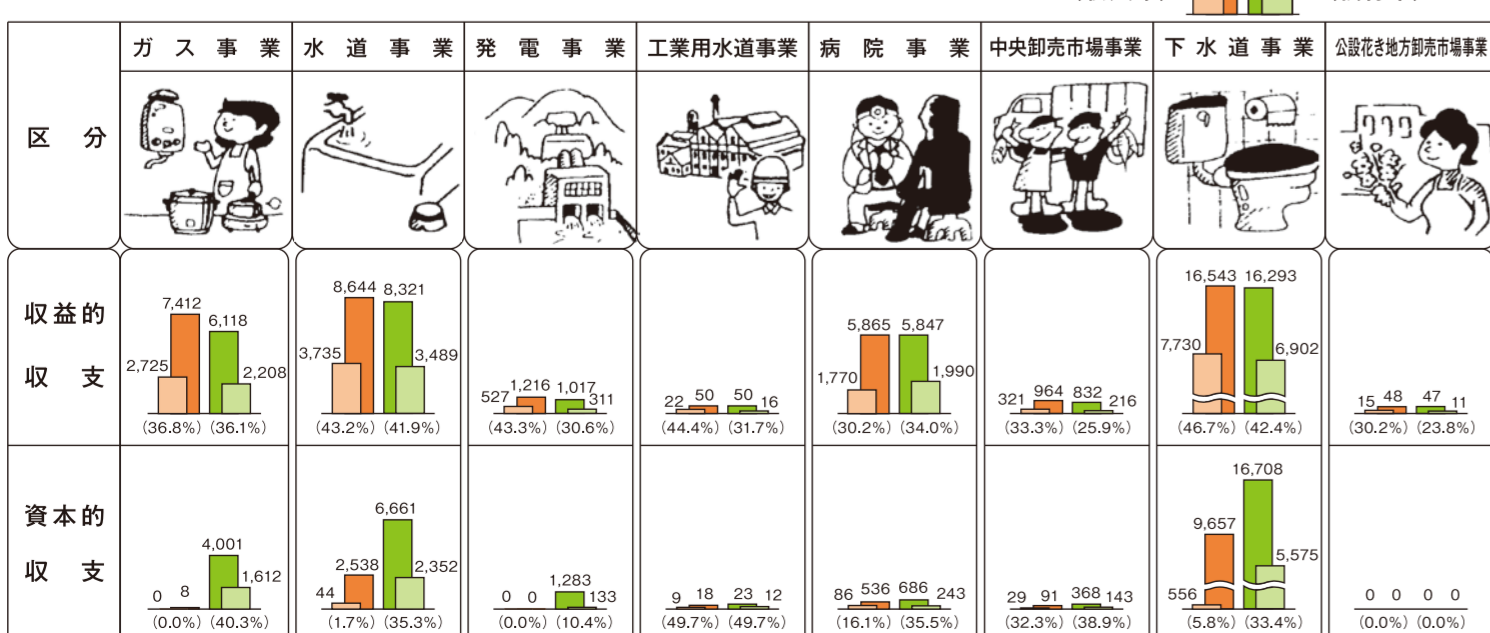 区分
ガス事業
水道事業
発電事業
工業用水道事業
病院事業
中央卸売市場事業
下水道事業
公設花き地方卸売市場事業
収益的
収支
2,725 7,412 6,118 2,208
(36.8%) (36.1%)
3,735 8,644 8,321 3,489
(43.2%) (41.9%)
527 1,216 1,017 311
(43.3%) (30.6%)
22 50 50 16
(44.4%) (31.7%)
1,770 5,865 5,847 1,990
(30.2%) (34.0%)
321 964 832 216
(33.3%) (25.9%)
7,730 16,543 16,293 6,902
(46.7%) (42.4%)
15 48 47 11
(30.2%) (23.8%)
資本的
収支
0 8 4,001 1,612
(0.0%) (40.3%)
44 2,538 6,661 2,352
(1.7%) (35.3%)
0 0 1,283 133
(0.0%) (10.4%)
9 18 23 12
(49.7%) (49.7%)
86 536 686 243
(16.1%) (35.5%)
29 91 368 143
(32.3%) (38.9%)
556 9,657 16,708 5,575
(5.8%) (33.4%)
0 0 0 0
(0.0%) (0.0%)